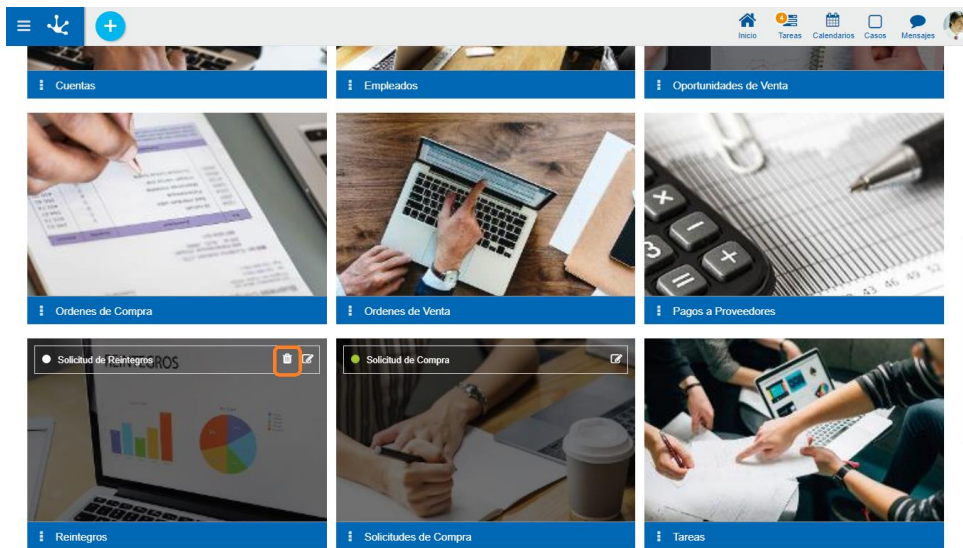 4
Inicio Tareas Calendarios Casos Mensajes
Cuentas Empleados Oportunidades de Venta
Ordenes de Compra Ordenes de Venta Pagos a Proveedores
Solicitud de Reintegros Solicitud de Compra
REINTEGROS
Reintegros Solicitudes de Compra Tareas